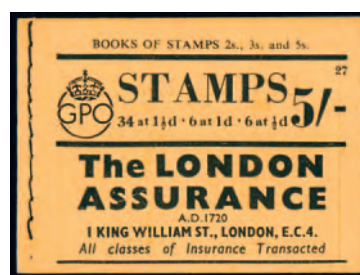 BOOKS OF STAMPS 2s., 3s. and 5s.
27
GPO
STAMPS 5/-
34 at 1½d · 6 at 1d · 6 at ½d
The LONDON
ASSURANCE
A.D.1720
1 KING WILLIAM ST., LONDON, E.C.4.
All classes of Insurance Transacted